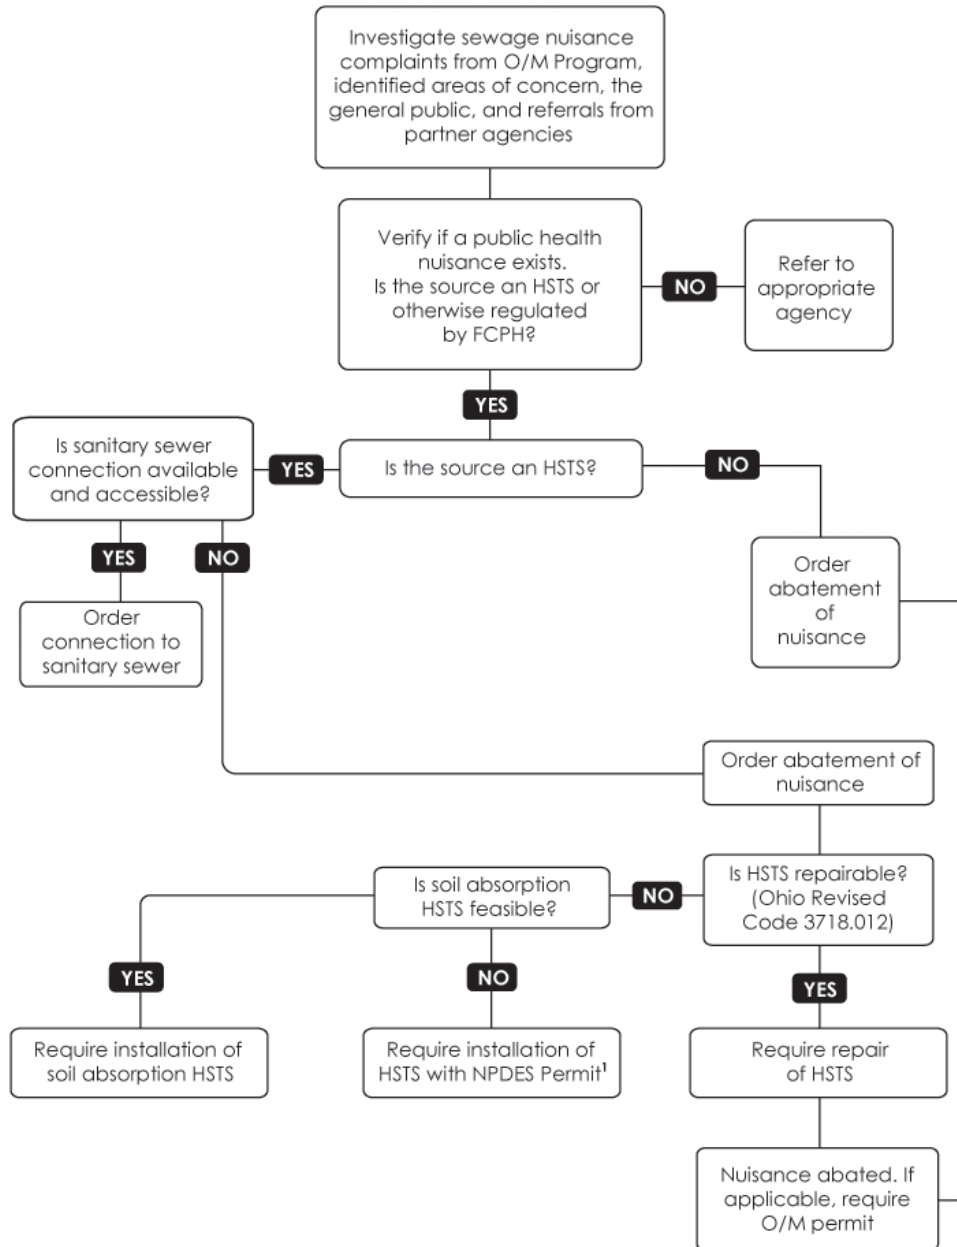 Investigate sewage nuisance
complaints from O/M Program,
identified areas of concern, the
general public, and referrals from
partner agencies
Verify if a public health
nuisance exists.
Is the source an HSTS or
otherwise regulated
by FCPH?
NO
Refer to
appropriate
agency
YES
Is the source an HSTS?
YES
NO
Is sanitary sewer
connection available
and accessible?
YES
NO
Order
connection to
sanitary sewer
Order
abatement
of
nuisance
Order abatement of
nuisance
Is HSTS repairable?
(Ohio Revised
Code 3718.012)
NO
Is soil absorption
HSTS feasible?
YES
NO
YES
Require installation of
soil absorption HSTS
Require installation of
HSTS with NPDES Permit¹
Require repair
of HSTS
Nuisance abated. If
applicable, require
O/M permit